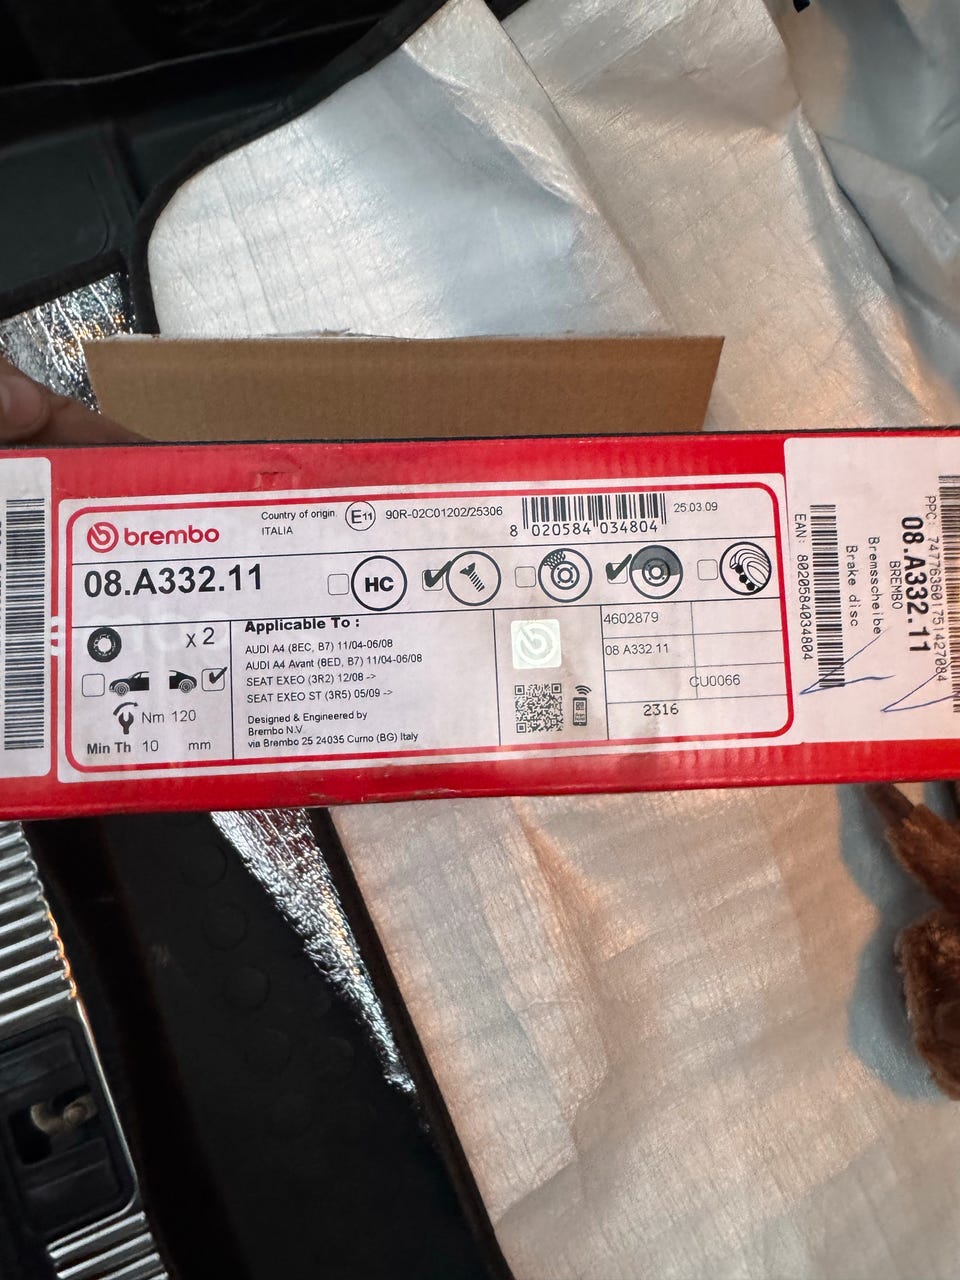 brembo
Country of origin
ITALIA
E11
90R-02C01202/25306
8 020584 034804
25.03.09
08.A332.11
HC
x 2
Nm 120
Min Th 10 mm
Applicable To :
AUDI A4 (8EC, B7) 11/04-06/08
AUDI A4 Avant (8ED, B7) 11/04-06/08
SEAT EXEO (3R2) 12/08 ->
SEAT EXEO ST (3R5) 05/09 ->
Designed & Engineered by
Brembo N.V.
via Brembo 25 24035 Curno (BG) Italy
4602879
08 A332.11
CU0066
2316
PPC: 747763601751427084
08.A332.11
BREMBO
Bremsscheibe
Brake disc
EAN: 8020584034804